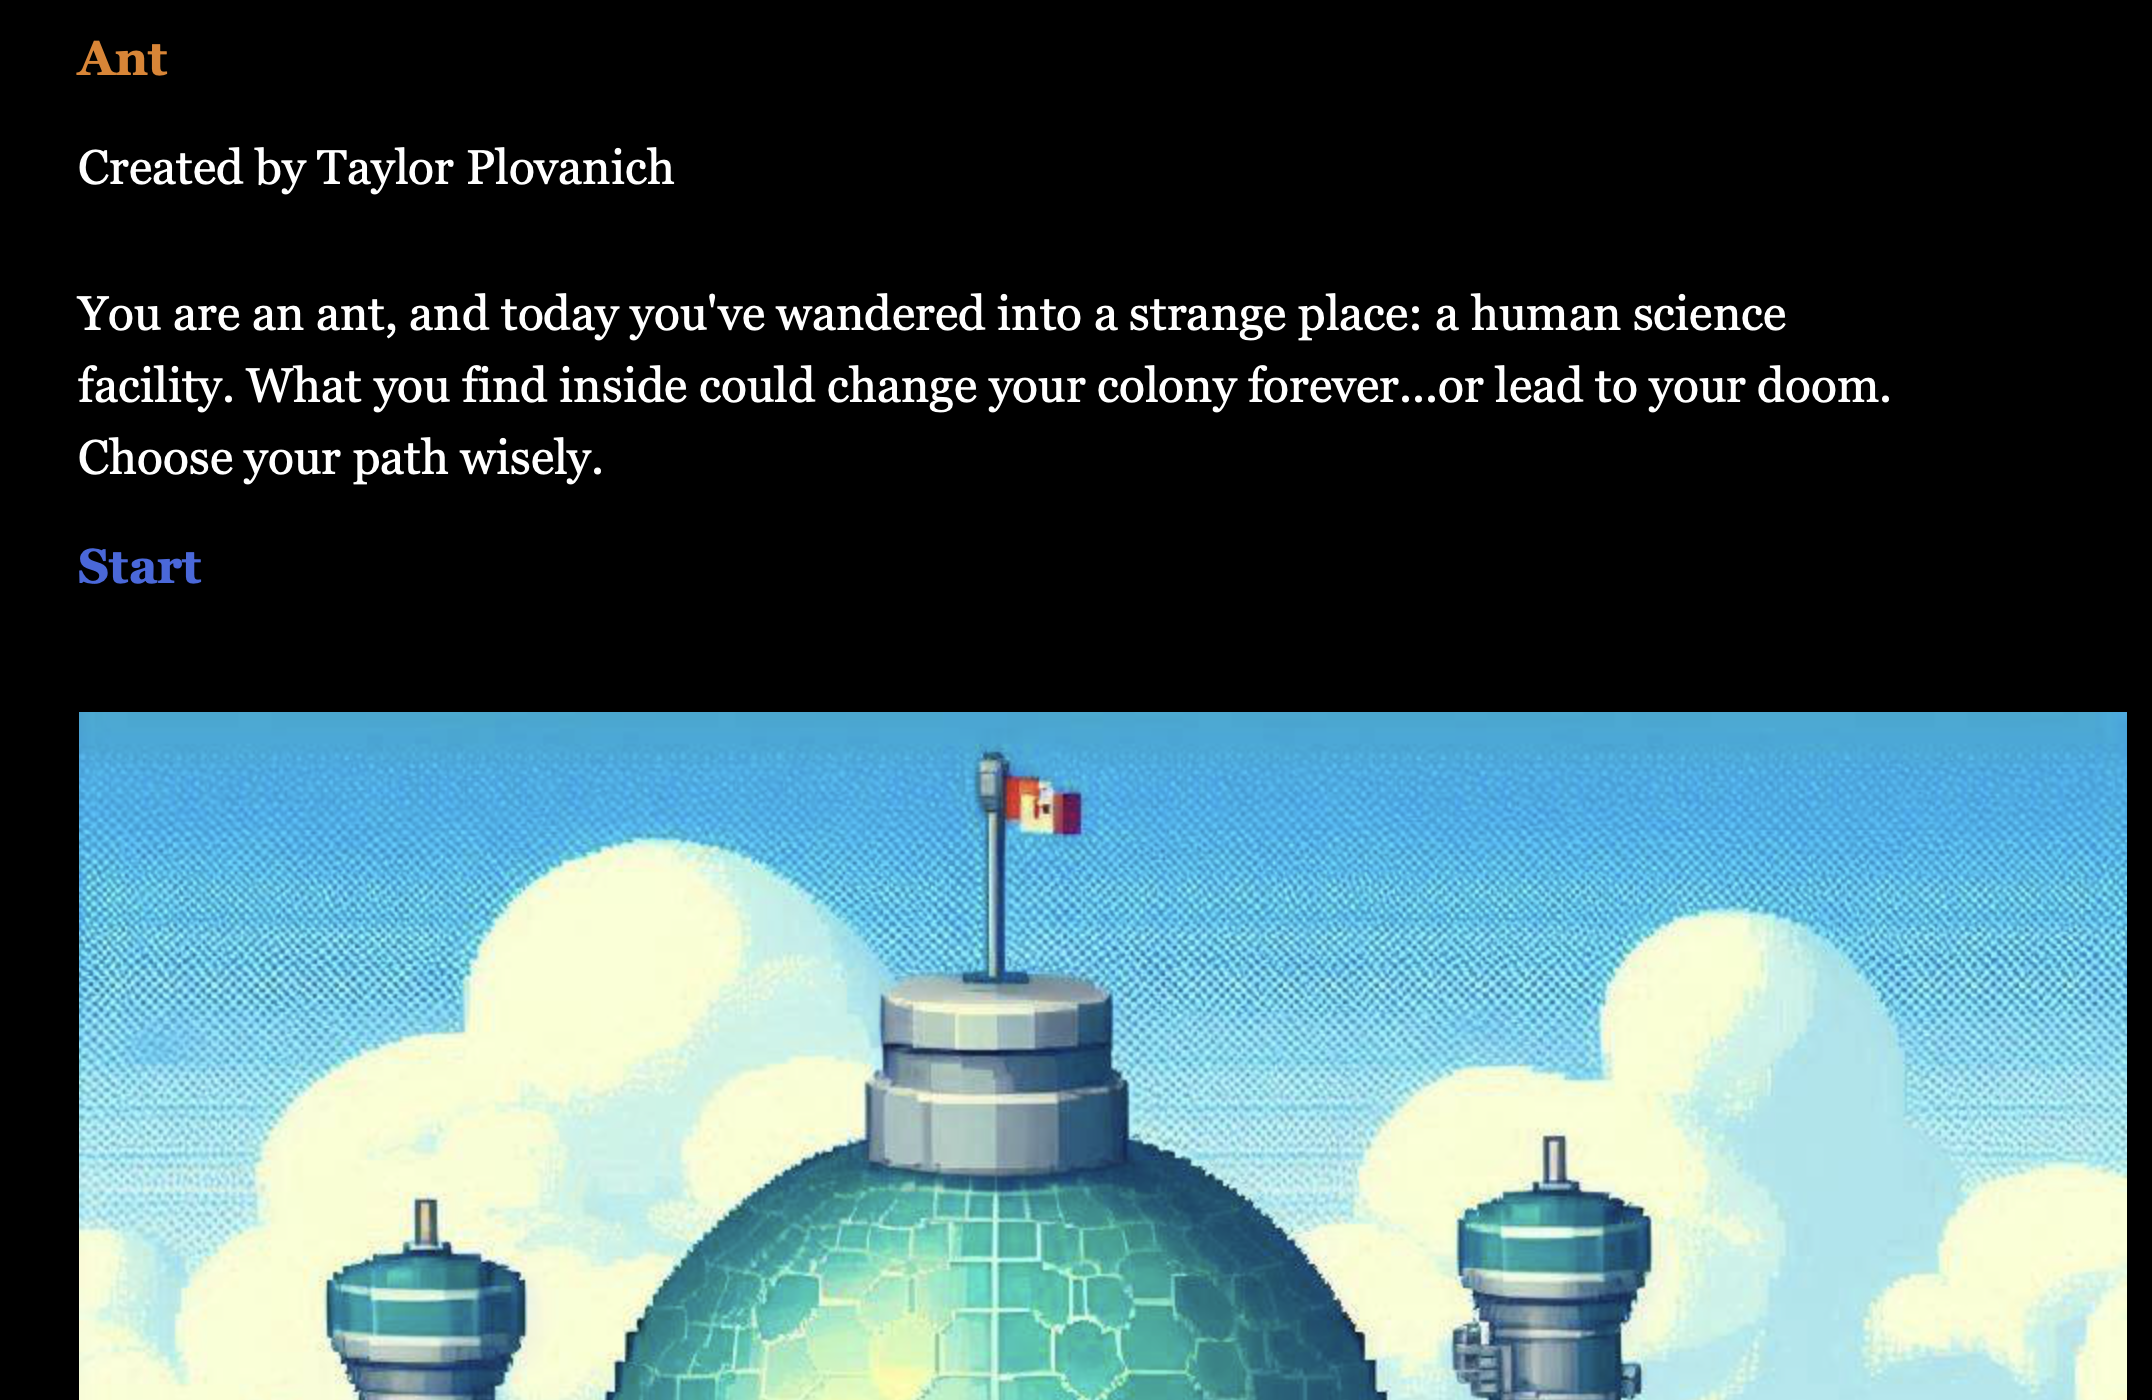 Ant
Created by Taylor Plovanich
You are an ant, and today you've wandered into a strange place: a human science
facility. What you find inside could change your colony forever...or lead to your doom.
Choose your path wisely.
Start